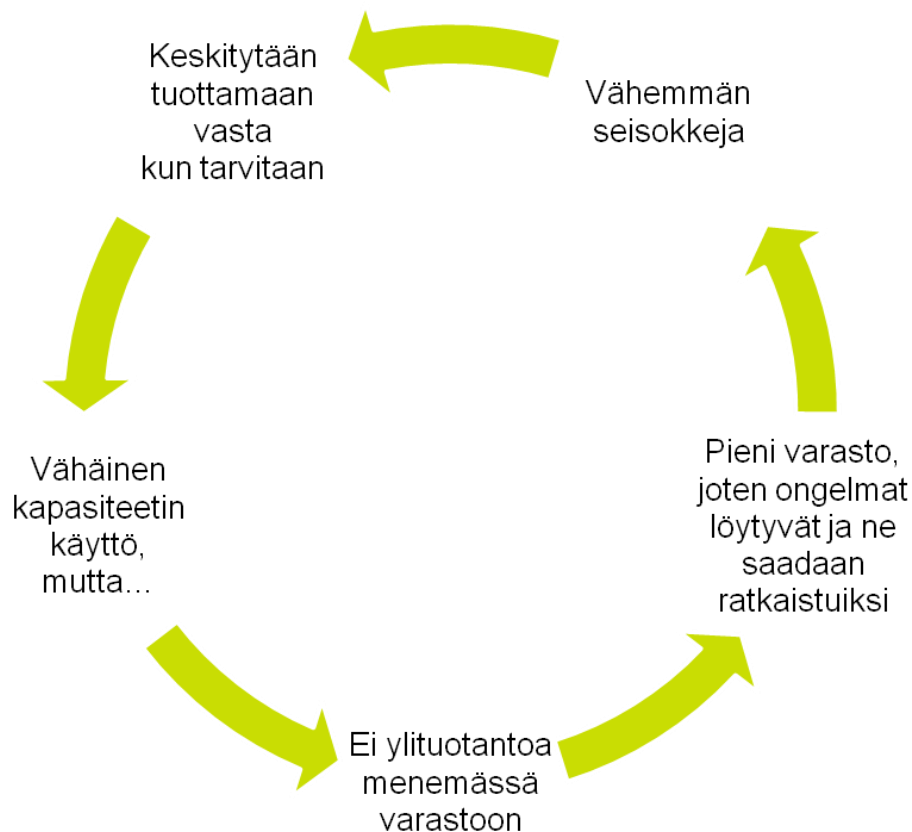 Keskitytään
tuottamaan
vasta
kun tarvitaan
Vähemmän
seisokkeja
Vähäinen
kapasiteetin
käyttö,
mutta…
Pieni varasto,
joten ongelmat
löytyvät ja ne
saadaan
ratkaistuiksi
Ei ylituotantoa
menemässä
varastoon